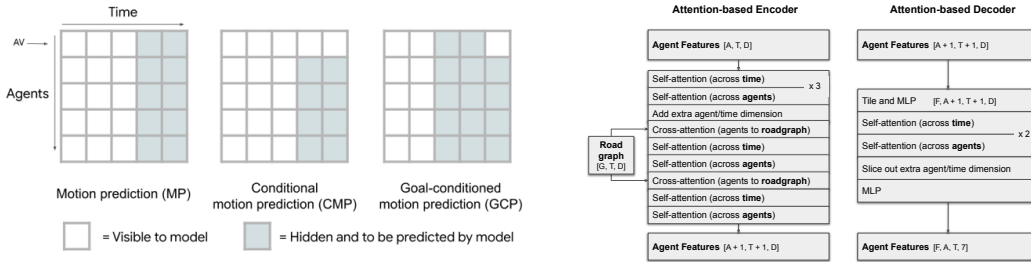 Time
AV
Agents
Motion prediction (MP)
Conditional
motion prediction (CMP)
Goal-conditioned
motion prediction (GCP)
= Visible to model
= Hidden and to be predicted by model
Attention-based Encoder
Agent Features [A, T, D]
Self-attention (across time)
x 3
Self-attention (across agents)
Add extra agent/time dimension
Cross-attention (agents to roadgraph)
Self-attention (across time)
Self-attention (across agents)
Cross-attention (agents to roadgraph)
Self-attention (across time)
Self-attention (across agents)
Road
graph
[G, T, D]
Agent Features [A + 1, T + 1, D]
Attention-based Decoder
Agent Features [A + 1, T + 1, D]
Tile and MLP [F, A + 1, T + 1, D]
Self-attention (across time)
x 2
Self-attention (across agents)
Slice out extra agent/time dimension
MLP
Agent Features [F, A, T, 7]